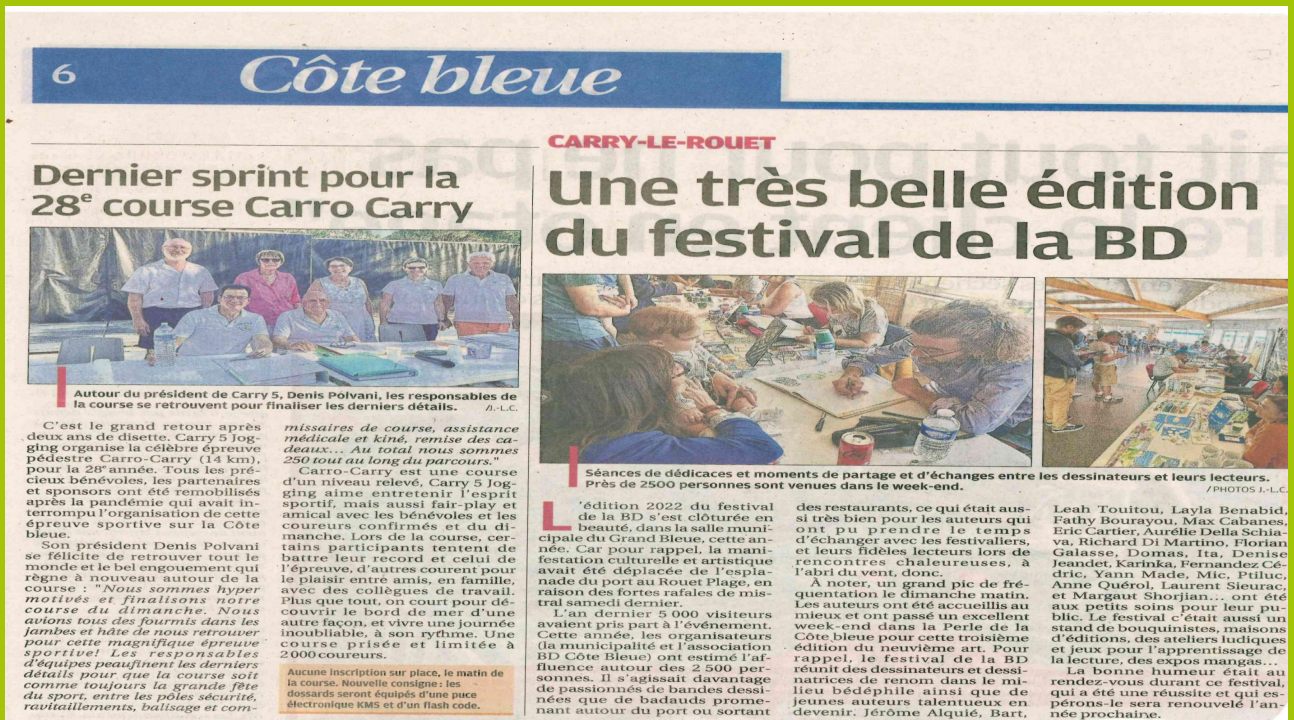 6
Côte bleue
Dernier sprint pour la
28e course Carro Carry
Autour du président de Carry 5, Denis Polvani, les responsables de
la course se retrouvent pour finaliser les derniers détails. /J.-L.C.
C'est le grand retour après
deux ans de disette. Carry 5 Jog-
ging organise la célèbre épreuve
pédestre Carro-Carry (14 km),
pour la 28e année. Tous les pré-
cieux bénévoles, les partenaires
et sponsors ont été remobilisés
après la pandémie qui avait in-
terrompu l'organisation de cette
épreuve sportive sur la Côte
bleue.
Son président Denis Polvani
se félicite de retrouver tout le
monde et le bel engouement qui
règne à nouveau autour de la
course : "Nous sommes hyper
motivés et finalisons notre
course du dimanche. Nous
avions tous des fourmis dans les
jambes et hâte de nous retrouver
pour cette magnifique épreuve
sportive! Les responsables
d'équipes peaufinent les derniers
détails pour que la course soit
comme toujours la grande fête
du sport, entre les pôles sécurité,
ravitaillements, balisage et com-
missaires de course, assistance
médicale et kiné, remise des ca-
deaux... Au total nous sommes
250 tout au long du parcours."
Carro-Carry est une course
d'un niveau relevé, Carry 5 Jog-
ging aime entretenir l'esprit
sportif, mais aussi fair-play et
amical avec les bénévoles et les
coureurs confirmés et du di-
manche. Lors de la course, cer-
tains participants tentent de
battre leur record et celui de
l'épreuve, d'autres courent pour
le plaisir entre amis, en famille,
avec des collègues de travail.
Plus que tout, on court pour dé-
couvrir le bord de mer d'une
autre façon, et vivre une journée
inoubliable, à son rythme. Une
course prisée et limitée à
2000 coureurs.
Aucune inscription sur place, le matin de
la course. Nouvelle consigne : les
dossards seront équipés d'une puce
électronique KMS et d'un flash code.
CARRY-LE-ROUET
Une très belle édition
du festival de la BD
Séances de dédicaces et moments de partage et d'échanges entre les dessinateurs et leurs lecteurs.
Près de 2500 personnes sont venues dans le week-end. /PHOTOS J.-L.C.
L'édition 2022 du festival
de la BD s'est clôturée en
beauté, dans la salle muni-
cipale du Grand Bleue, cette an-
née. Car pour rappel, la mani-
festation culturelle et artistique
avait été déplacée de l'espla-
nade du port au Rouet Plage, en
raison des fortes rafales de mis-
tral samedi dernier.
L'an dernier 5 000 visiteurs
avaient pris part à l'événement.
Cette année, les organisateurs
(la municipalité et l'association
BD Côte Bleue) ont estimé l'af-
fluence autour des 2 500 per-
sonnes. Il s'agissait davantage
de passionnés de bandes dessi-
nées que de badauds prome-
nant autour du port ou sortant
des restaurants, ce qui était aus-
si très bien pour les auteurs qui
ont pu prendre le temps
d'échanger avec les festivaliers,
et leurs fidèles lecteurs lors de
rencontres chaleureuses, à
l'abri du vent, donc.
À noter, un grand pic de fré-
quentation le dimanche matin.
Les auteurs ont été accueillis au
mieux et ont passé un excellent
week-end dans la Perle de la
Côte bleue pour cette troisième
édition du neuvième art. Pour
rappel, le festival de la BD
réunit des dessinateurs et dessi-
natrices de renom dans le mi-
lieu bédéphile ainsi que de
jeunes auteurs talentueux en
devenir. Jérôme Alquié, Bart,
Leah Touitou, Layla Benabid,
Fathy Bourayou, Max Cabanes,
Eric Cartier, Aurélie Della Schia-
va, Richard Di Martino, Florian
Galasse, Domas, Ita, Denise
Jeandet, Karinka, Fernandez Cé-
dric, Yann Made, Mic, Ptiluc,
Anne Quérol, Laurent Sieurac,
et Margaut Shorjian... ont été
aux petits soins pour leur pu-
blic. Le festival c'était aussi un
stand de bouquinistes, maisons
d'éditions, des ateliers ludiques
et jeux pour l'apprentissage de
la lecture, des expos mangas...
La bonne humeur était au
rendez-vous durant ce festival,
qui a été une réussite et qui es-
pérons-le sera renouvelé l'an-
née prochaine.